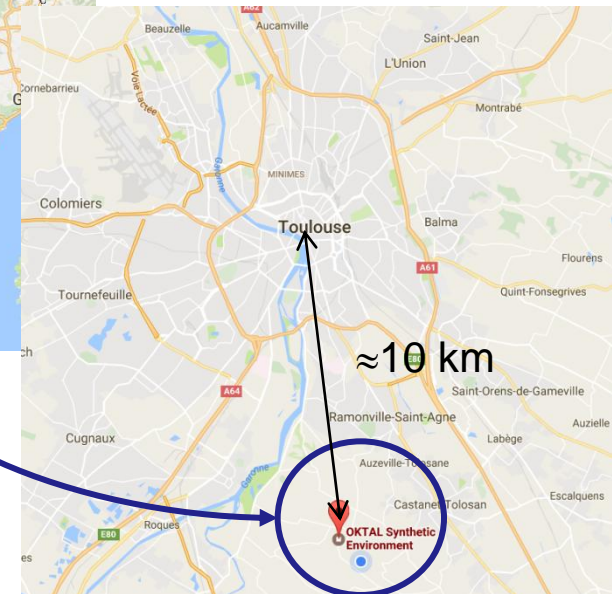 A62
Beauzelle
Aucamville
Saint-Jean
L'Union
Cornebarrieu
Voie Lactée
Garonne
Montrabé
MINIMES
Colomiers
Toulouse
Balma
Flourens
A61
Tournefeuille
Quint-Fonsegrives
≈10 km
E80
A64
Saint-Orens-de-Gameville
Ramonville-Saint-Agne
Auzielle
Cugnaux
Labège
Auzeville-Tolosane
Garonne
Escalquens
Castanet-Tolosan
Roques
E80
OKTAL Synthetic
Environment